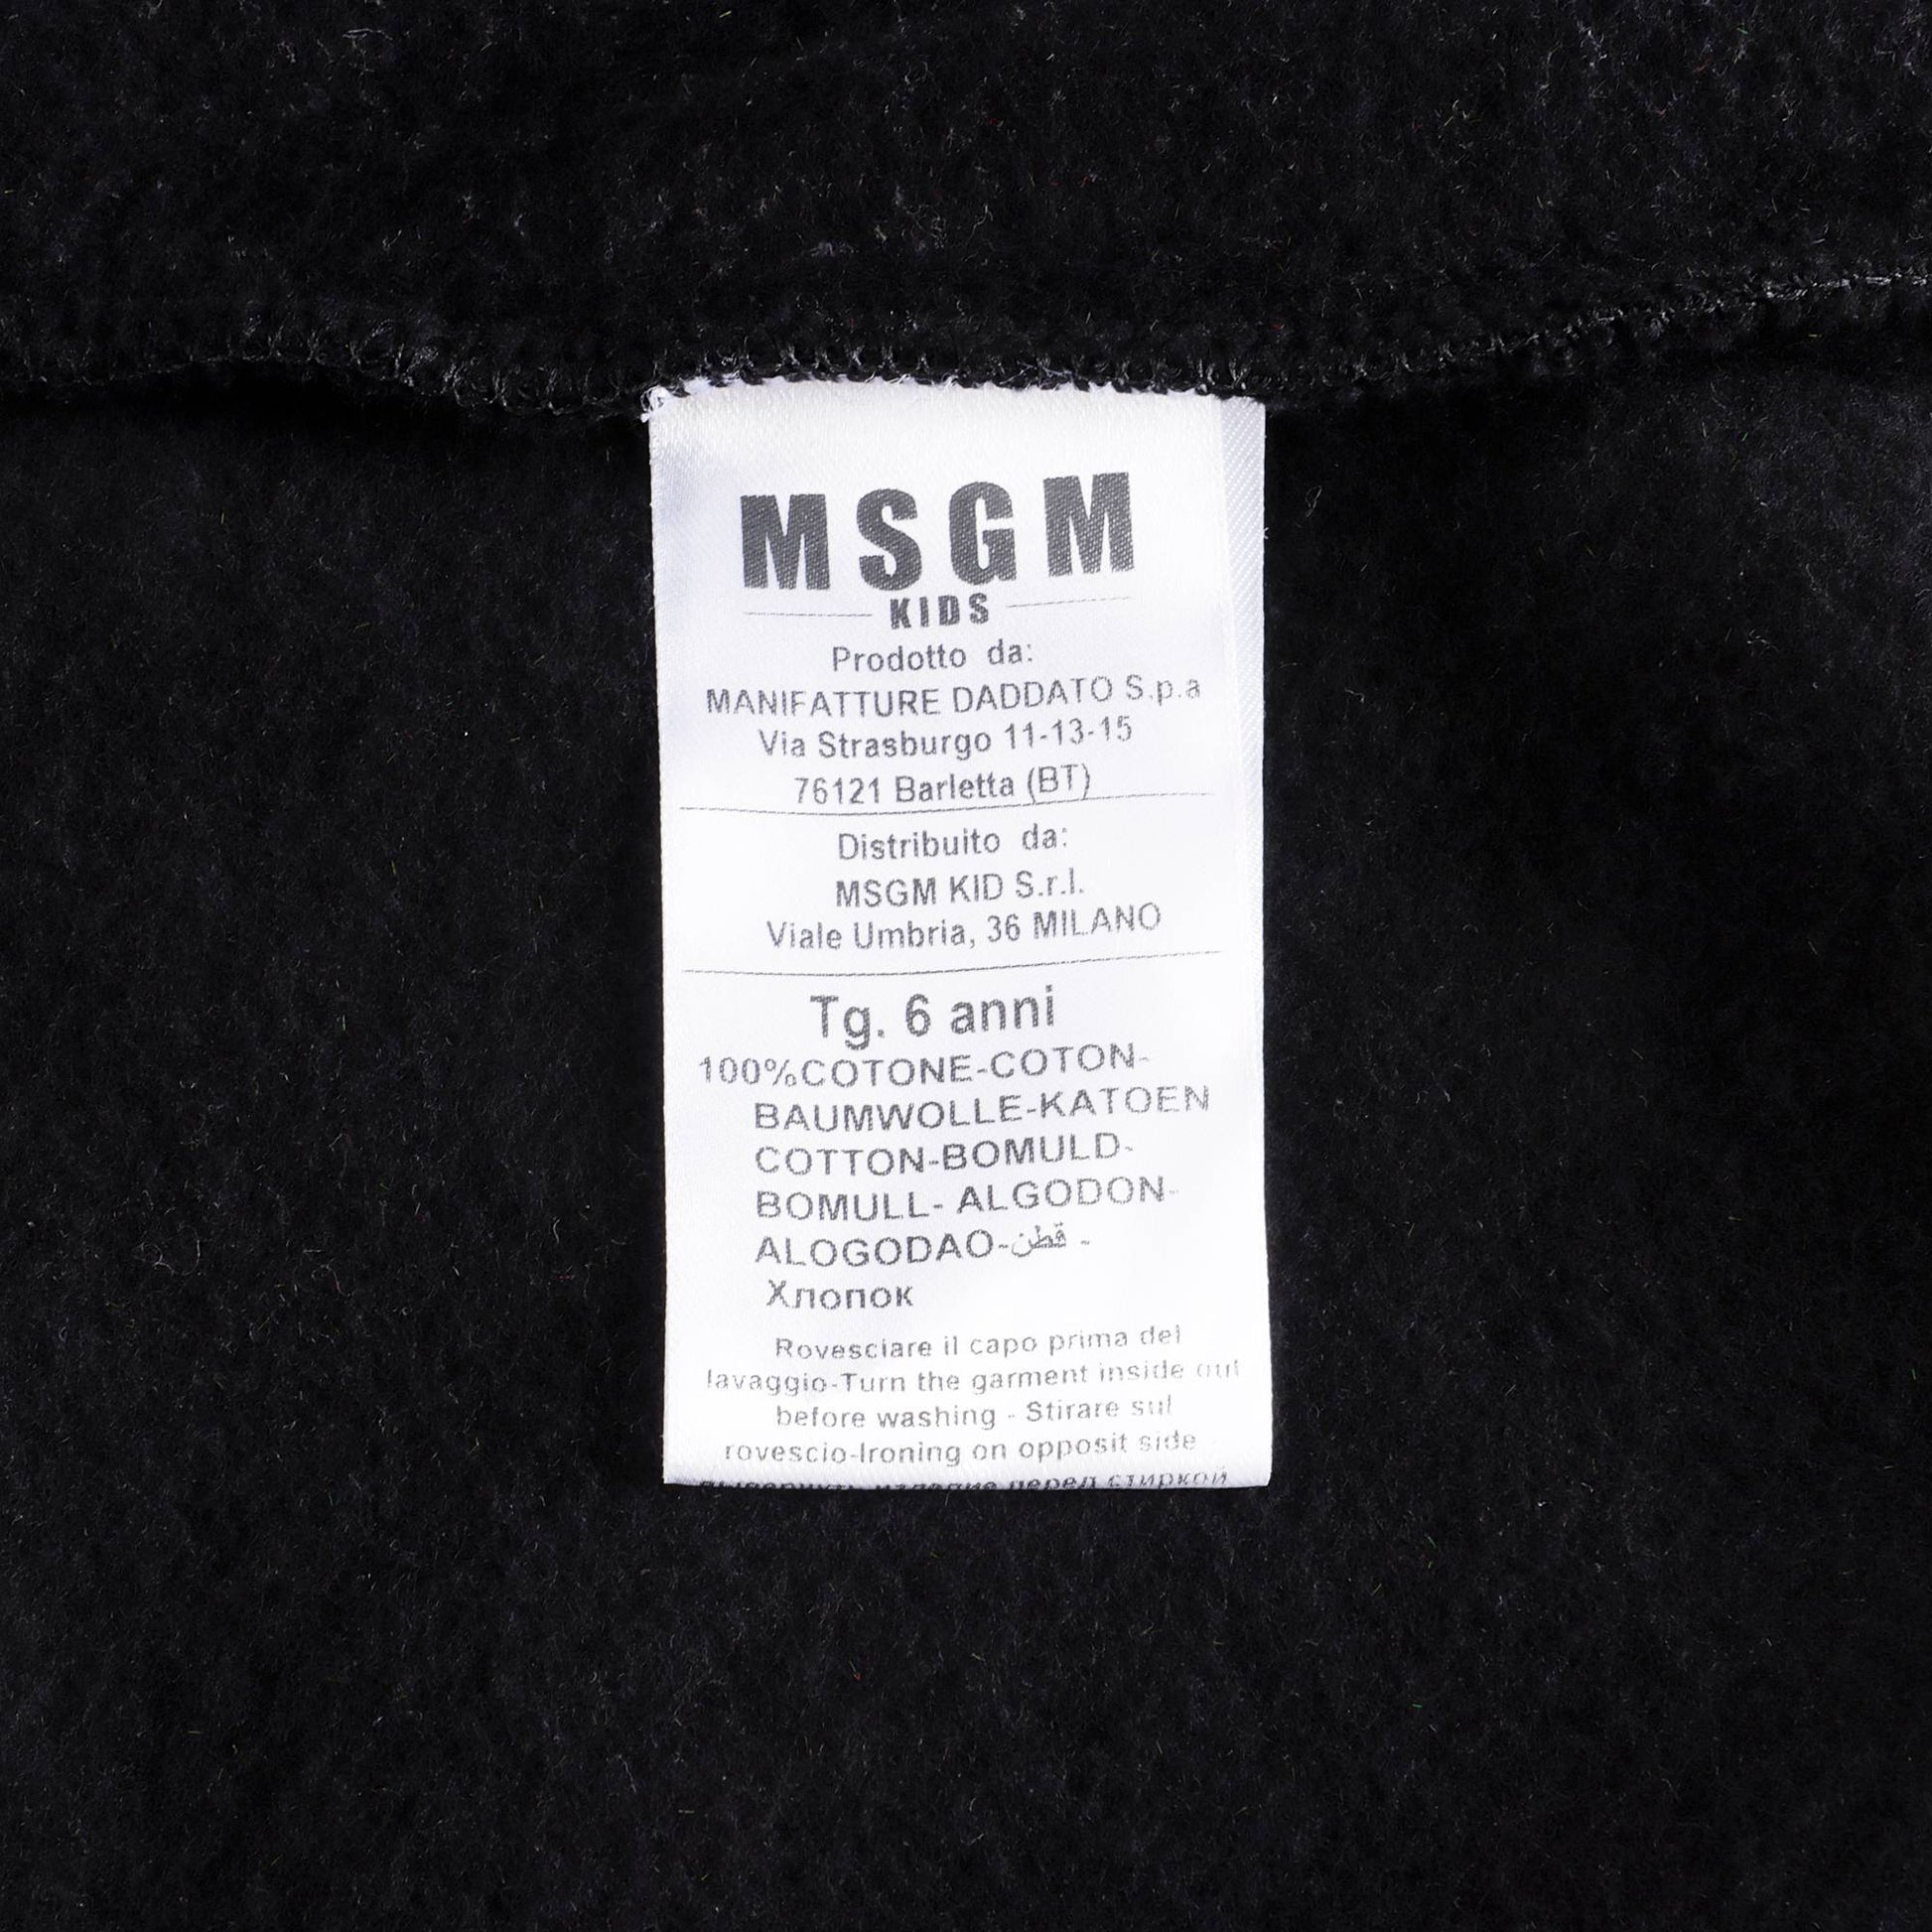 MSGM
KIDS
Prodotto da:
MANIFATTURE DADDATO S.p.a
Via Strasburgo 11-13-15
76121 Barletta (BT)
Distribuito da:
MSGM KID S.r.l.
Viale Umbria, 36 MILANO
Tg. 6 anni
100%COTONE-COTON-
BAUMWOLLE-KATOEN
COTTON-BOMULD-
BOMULL- ALGODON-
ALOGODAO-قطن -
Хлопок
Rovesciare il capo prima del
lavaggio-Turn the garment inside out
before washing - Stirare sul
rovescio-Ironing on opposit side
изделие перед стиркой